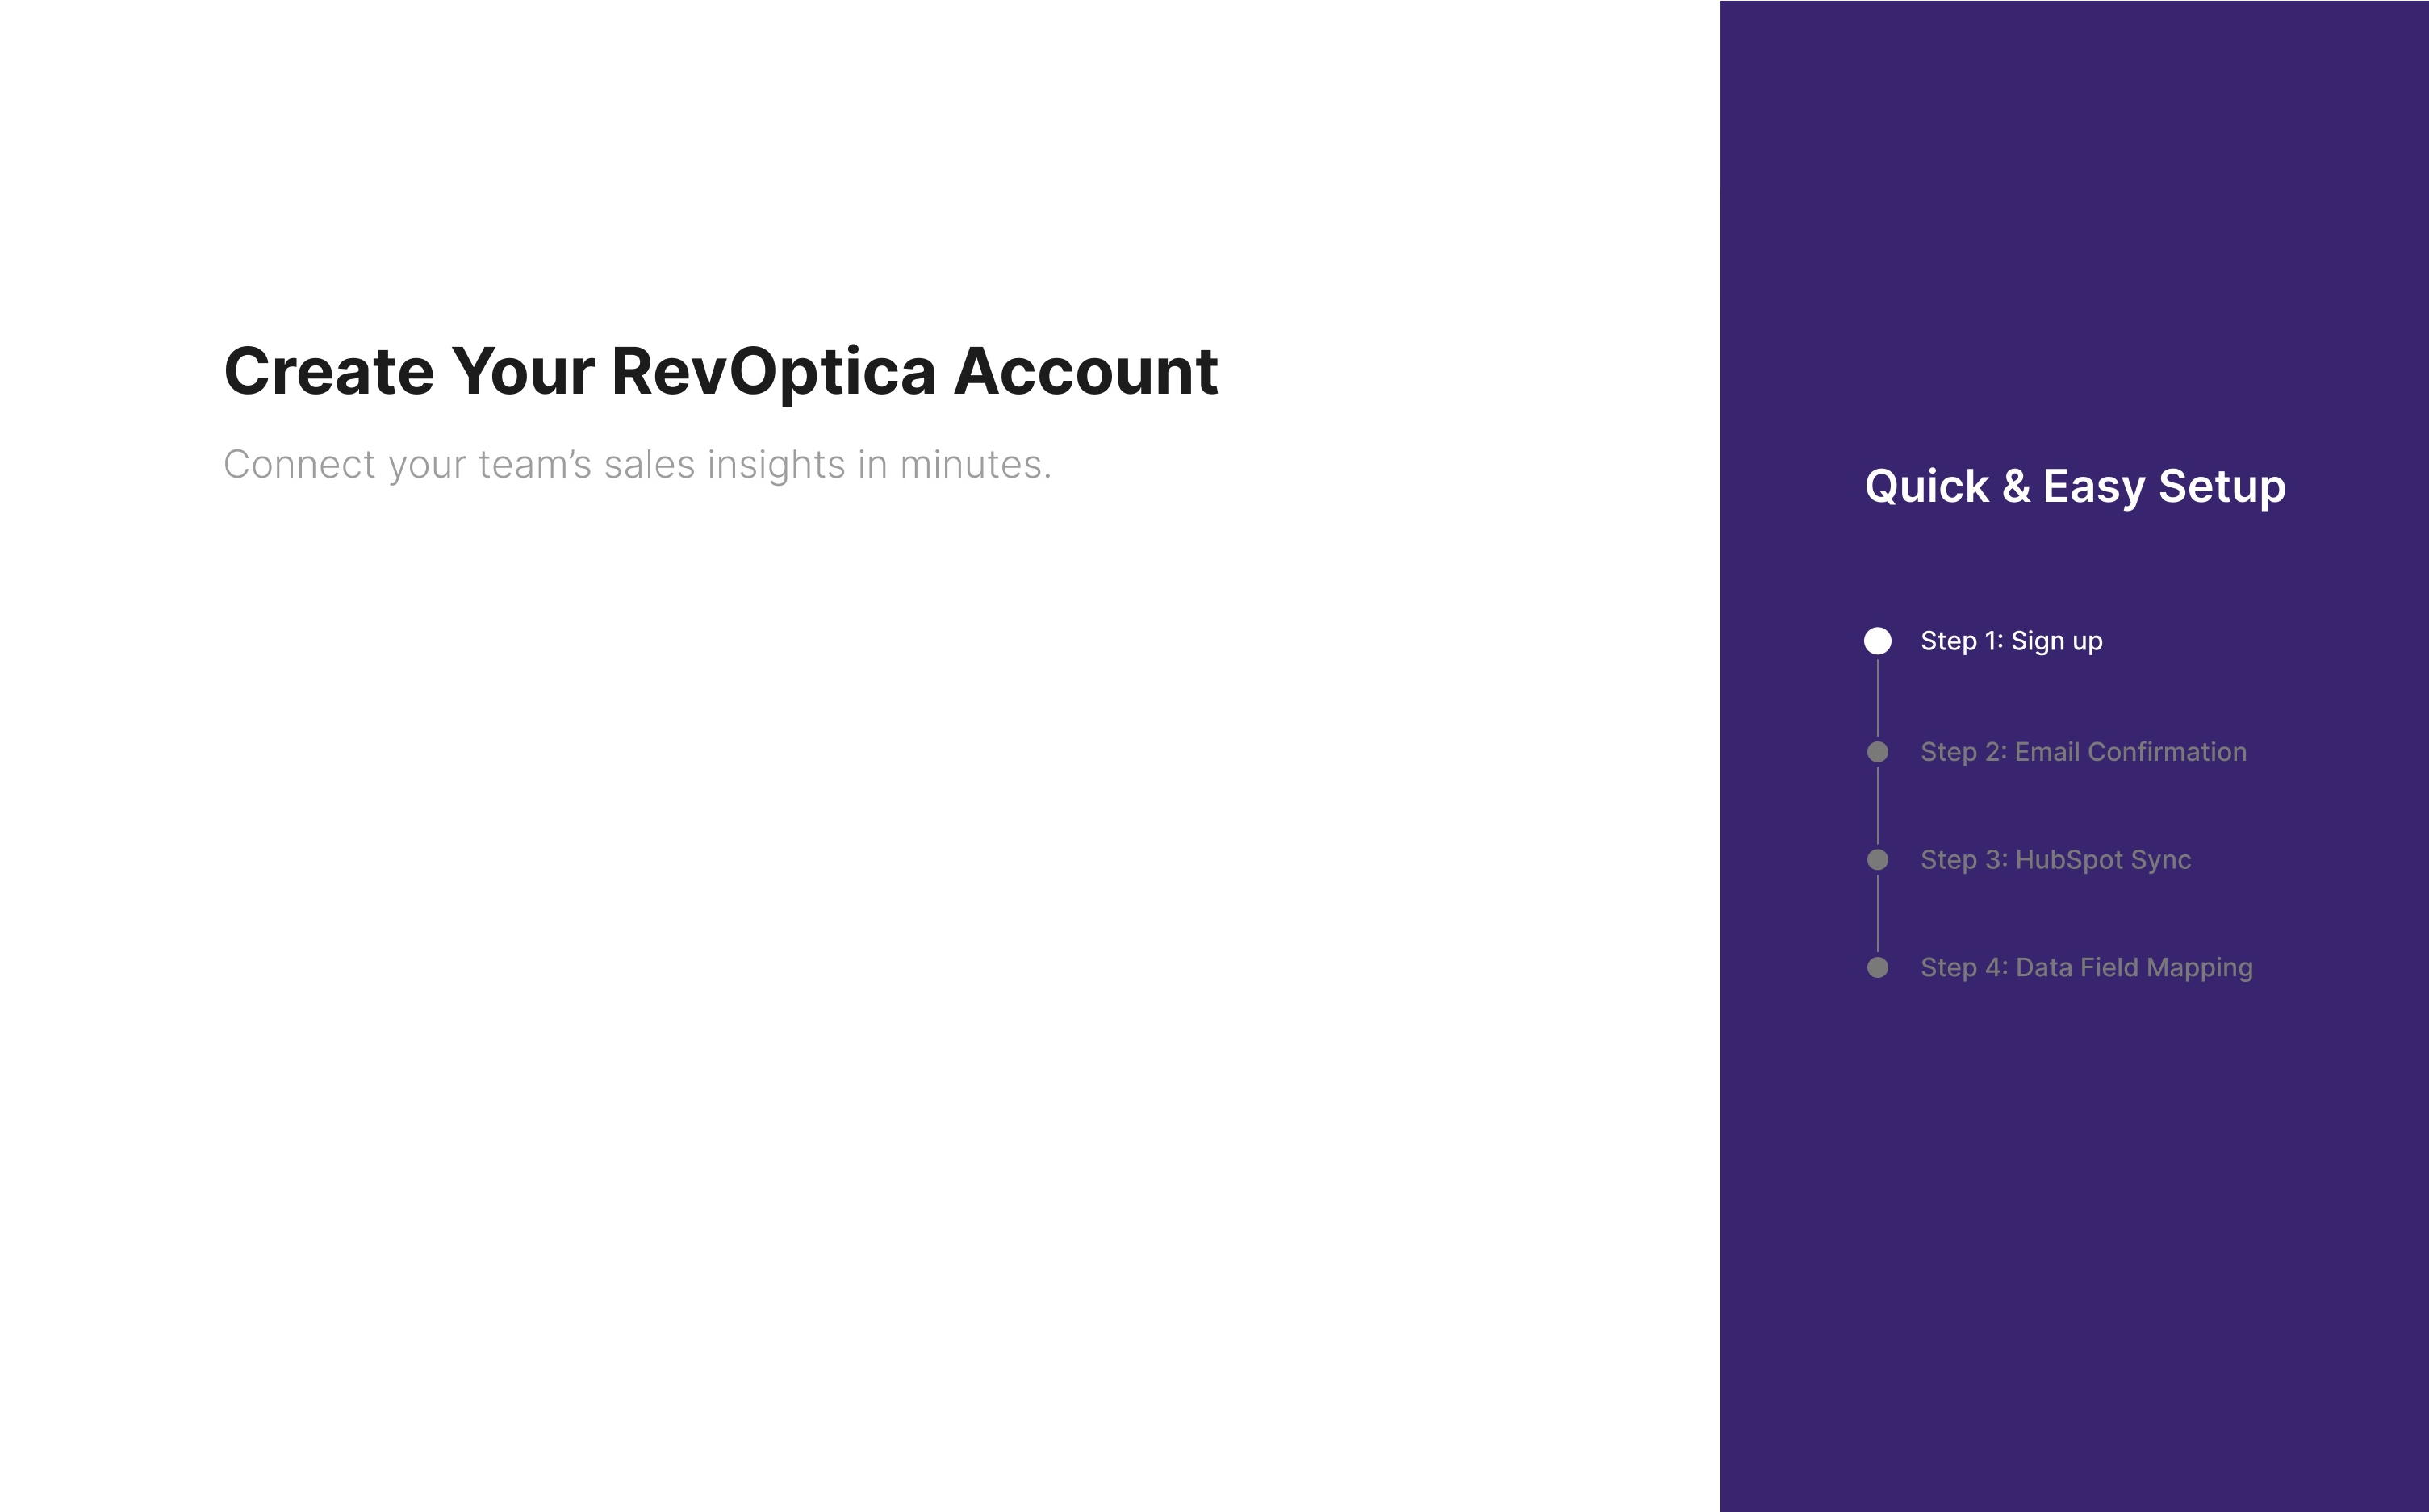 Create Your RevOptica Account
Connect your team’s sales insights in minutes.
Quick & Easy Setup
Step 1: Sign up
Step 2: Email Confirmation
Step 3: HubSpot Sync
Step 4: Data Field Mapping